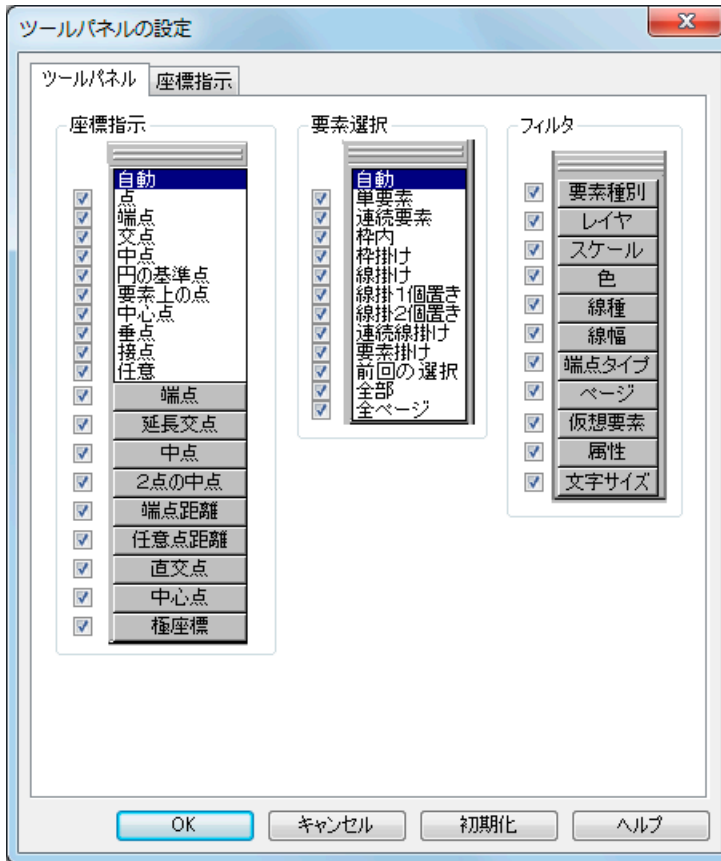 ツールパネルの設定
ツールパネル 座標指示
座標指示
自動
点
端点
交点
中点
円の基準点
要素上の点
中心点
垂点
接点
任意
端点
延長交点
中点
2点の中点
端点距離
任意点距離
直交点
中心点
極座標
要素選択
自動
単要素
連続要素
枠内
枠掛け
線掛け
線掛1個置き
線掛2個置き
連続線掛け
要素掛け
前回の選択
全部
全ページ
フィルタ
要素種別
レイヤ
スケール
色
線種
線幅
端点タイプ
ページ
仮想要素
属性
文字サイズ
OK キャンセル 初期化 ヘルプ